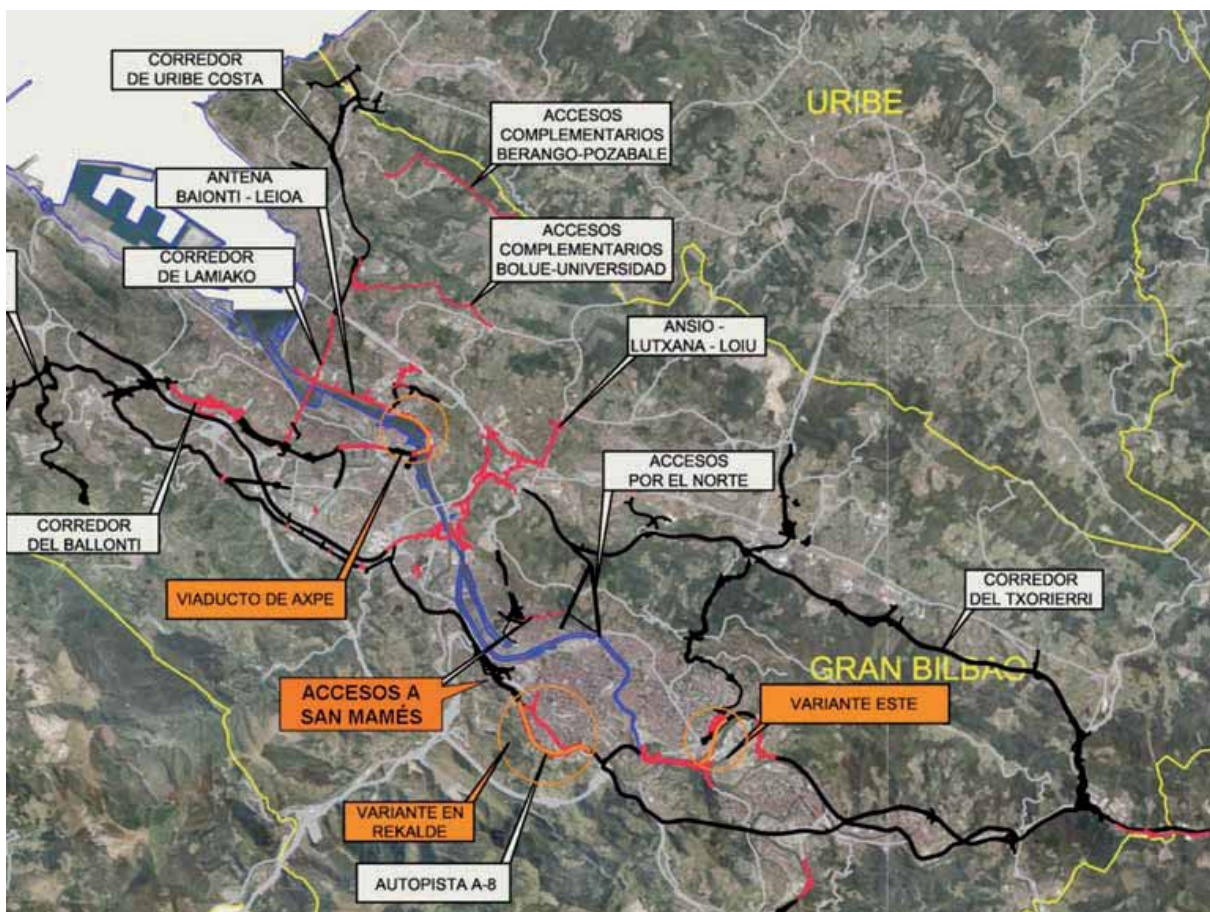 CORREDOR
DE URIBE COSTA
URIBE
ACCESOS
COMPLEMENTARIOS
BERANGO-POZABALE
ANTENA
BAIONTI - LEIOA
CORREDOR
DE LAMIAKO
ACCESOS
COMPLEMENTARIOS
BOLUE-UNIVERSIDAD
ANSIO -
LUTXANA - LOIU
ACCESOS
POR EL NORTE
CORREDOR
DEL BALLONTI
VIADUCTO DE AXPE
CORREDOR
DEL TXORIERRI
GRAN BILBAO
ACCESOS A
SAN MAMÉS
VARIANTE ESTE
VARIANTE EN
REKALDE
AUTOPISTA A-8